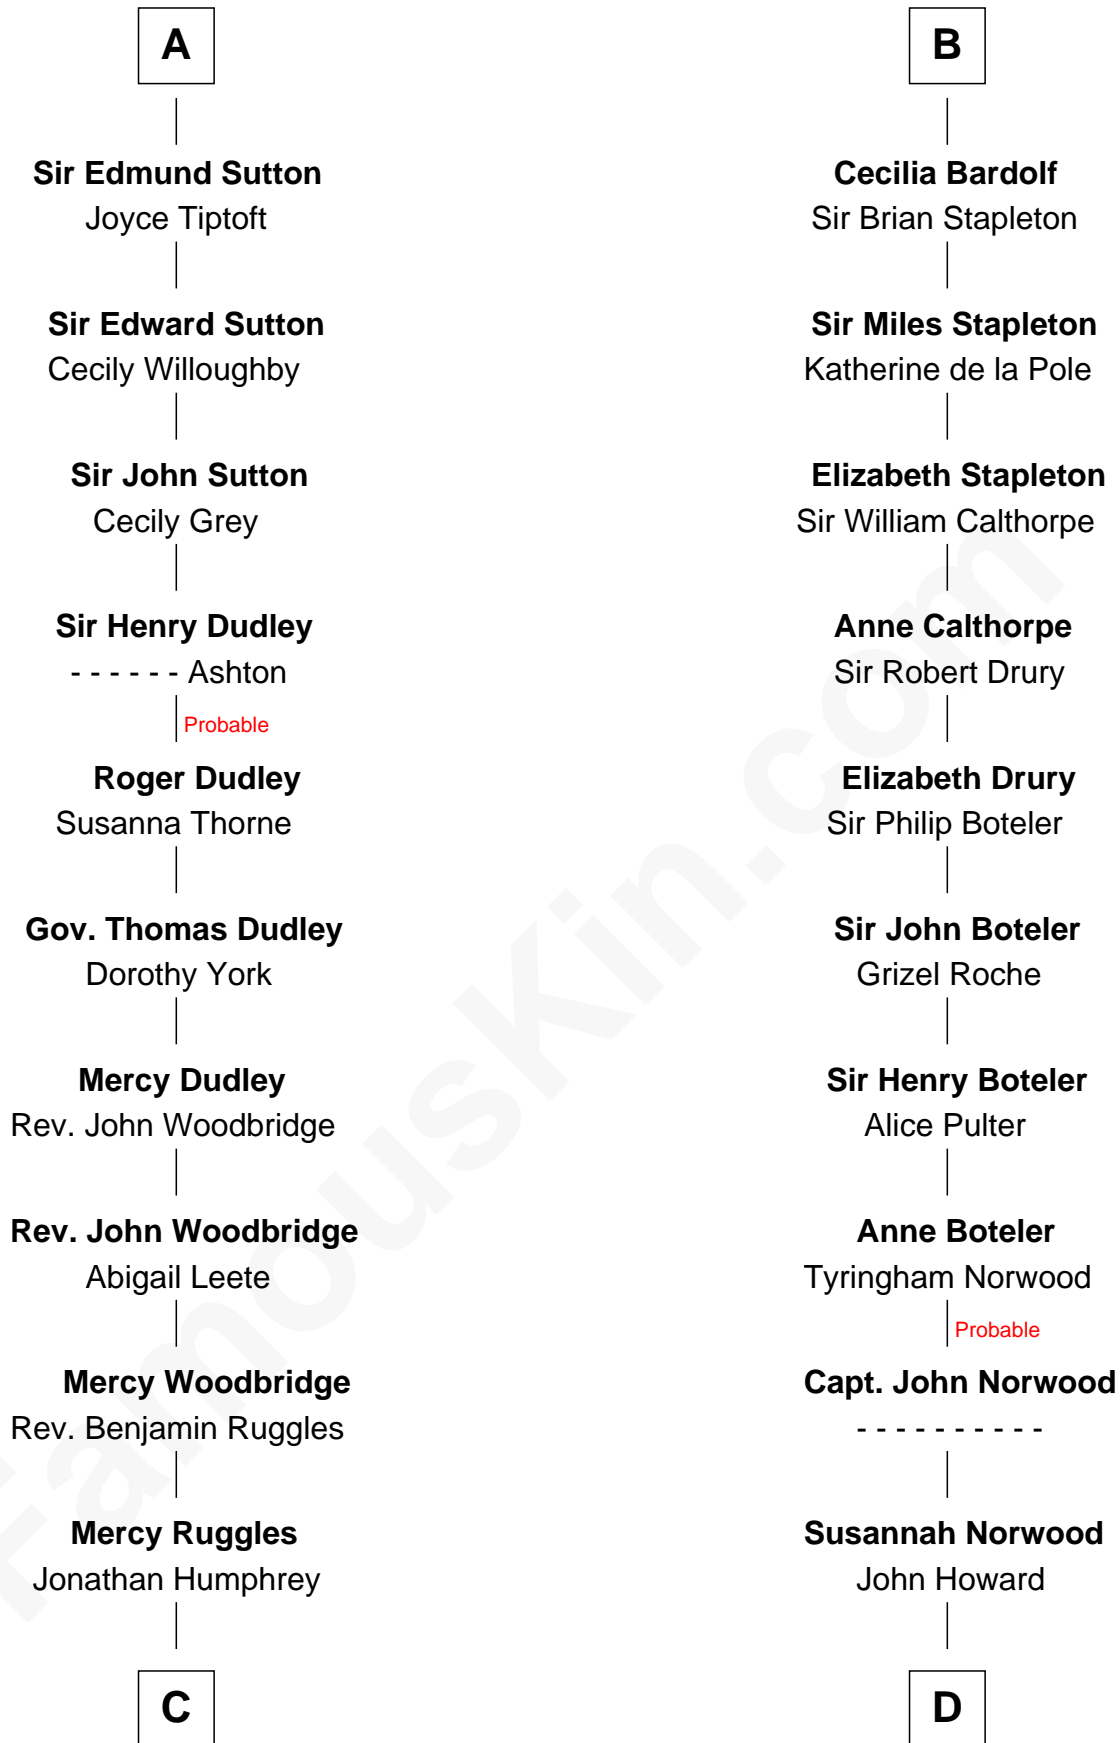 A
Sir Edmund Sutton
Joyce Tiptoft
Sir Edward Sutton
Cecily Willoughby
Sir John Sutton
Cecily Grey
Sir Henry Dudley
- - - - - - Ashton
Probable
Roger Dudley
Susanna Thorne
Gov. Thomas Dudley
Dorothy York
Mercy Dudley
Rev. John Woodbridge
Rev. John Woodbridge
Abigail Leete
Mercy Woodbridge
Rev. Benjamin Ruggles
Mercy Ruggles
Jonathan Humphrey
C
B
Cecilia Bardolf
Sir Brian Stapleton
Sir Miles Stapleton
Katherine de la Pole
Elizabeth Stapleton
Sir William Calthorpe
Anne Calthorpe
Sir Robert Drury
Elizabeth Drury
Sir Philip Boteler
Sir John Boteler
Grizel Roche
Sir Henry Boteler
Alice Pulter
Anne Boteler
Tyringham Norwood
Probable
Capt. John Norwood
- - - - - - - - - -
Susannah Norwood
John Howard
D
FamousKin.com